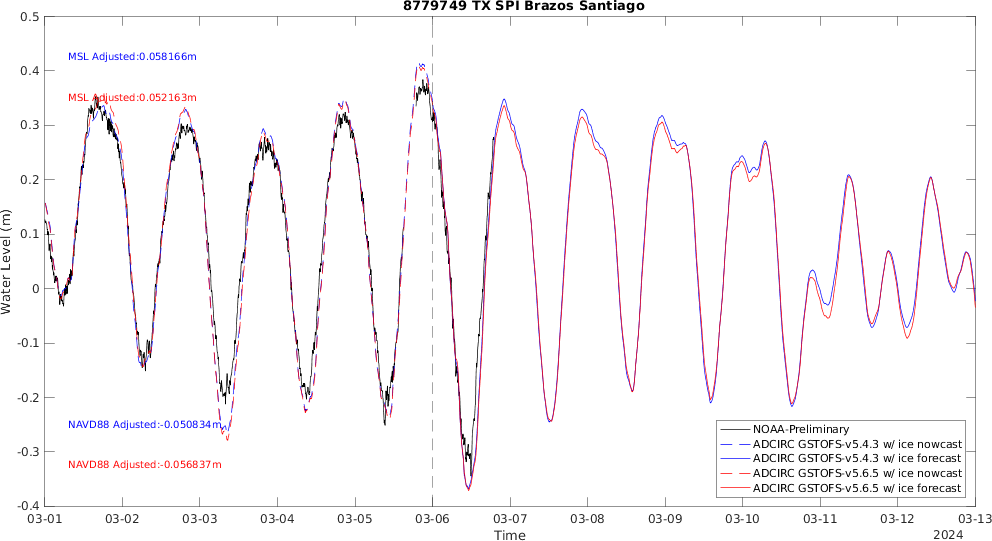 8779749 TX SPI Brazos Santiago
0.5
0.4
0.3
0.2
0.1
0
-0.1
-0.2
-0.3
-0.4
Water Level (m)
MSL Adjusted:0.058166m
MSL Adjusted:0.052163m
NAVD88 Adjusted:-0.050834m
NAVD88 Adjusted:-0.056837m
NOAA-Preliminary
ADCIRC GSTOFS-v5.4.3 w/ ice nowcast
ADCIRC GSTOFS-v5.4.3 w/ ice forecast
ADCIRC GSTOFS-v5.6.5 w/ ice nowcast
ADCIRC GSTOFS-v5.6.5 w/ ice forecast
03-01 03-02 03-03 03-04 03-05 03-06 03-07 03-08 03-09 03-10 03-11 03-12 03-13
Time
2024